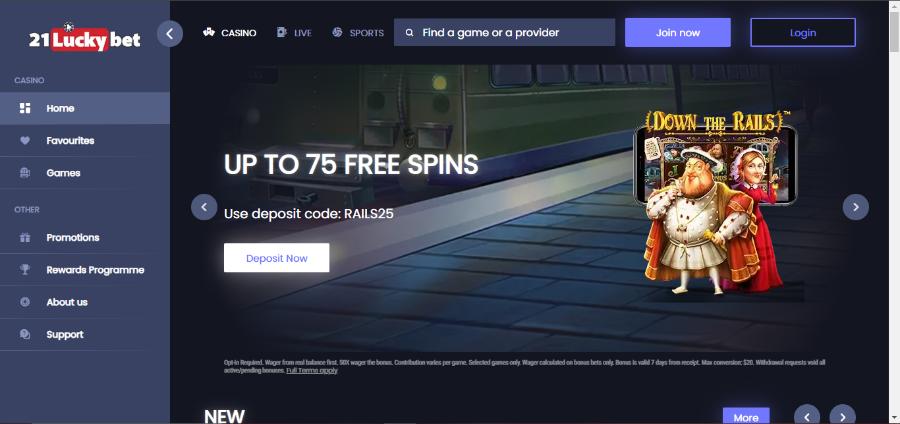 21 Lucky bet
CASINO
Home
Favourites
Games
OTHER
Promotions
Rewards Programme
About us
Support
CASINO
LIVE
SPORTS
Find a game or a provider
Join now
Login
UP TO 75 FREE SPINS
Use deposit code: RAILS25
Deposit Now
DOWN THE RAILS™
Opt-in Required. Wager from real balance first. 50X wager the bonus. Contribution varies per game. Selected games only. Wager calculated on bonus bets only. Bonus is valid 7 days from receipt. Max conversion: $20. Withdrawal requests void all
active/pending bonuses. Full Terms apply
NEW
More